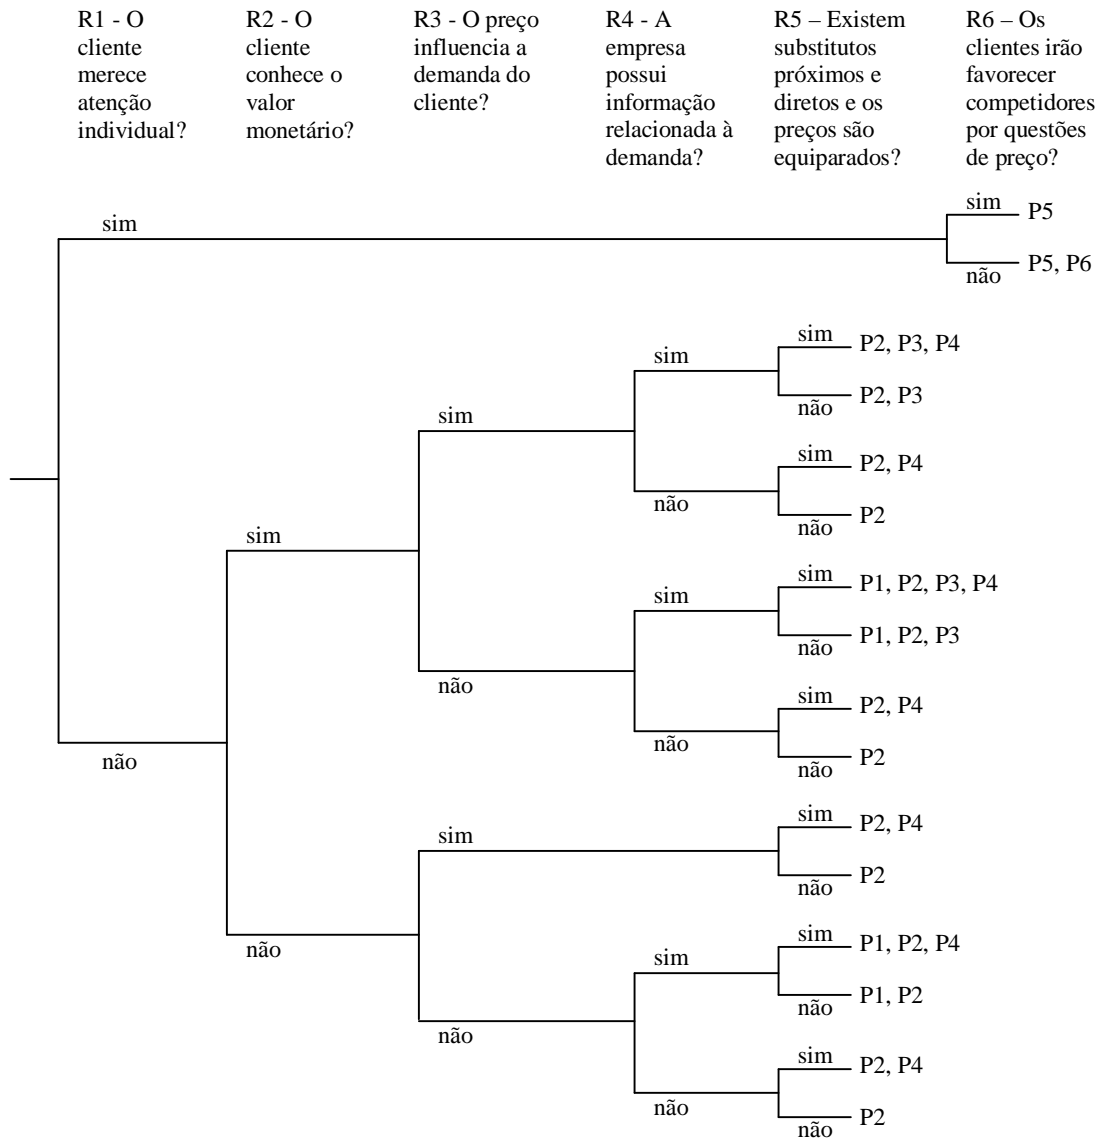 R1 - O
cliente
merece
atenção
individual?
R2 - O
cliente
conhece o
valor
monetário?
R3 - O preço
influencia a
demanda do
cliente?
R4 - A
empresa
possui
informação
relacionada à
demanda?
R5 – Existem
substitutos
próximos e
diretos e os
preços são
equiparados?
R6 – Os
clientes irão
favorecer
competidores
por questões
de preço?
sim
sim
P5
não
P5, P6
sim
P2, P3, P4
sim
não
P2, P3
sim
sim
P2, P4
não
não
P2
sim
sim
P1, P2, P3, P4
sim
não
P1, P2, P3
não
sim
P2, P4
não
não
P2
não
sim
P2, P4
sim
não
P2
não
sim
P1, P2, P4
sim
não
P1, P2
não
sim
P2, P4
não
não
P2